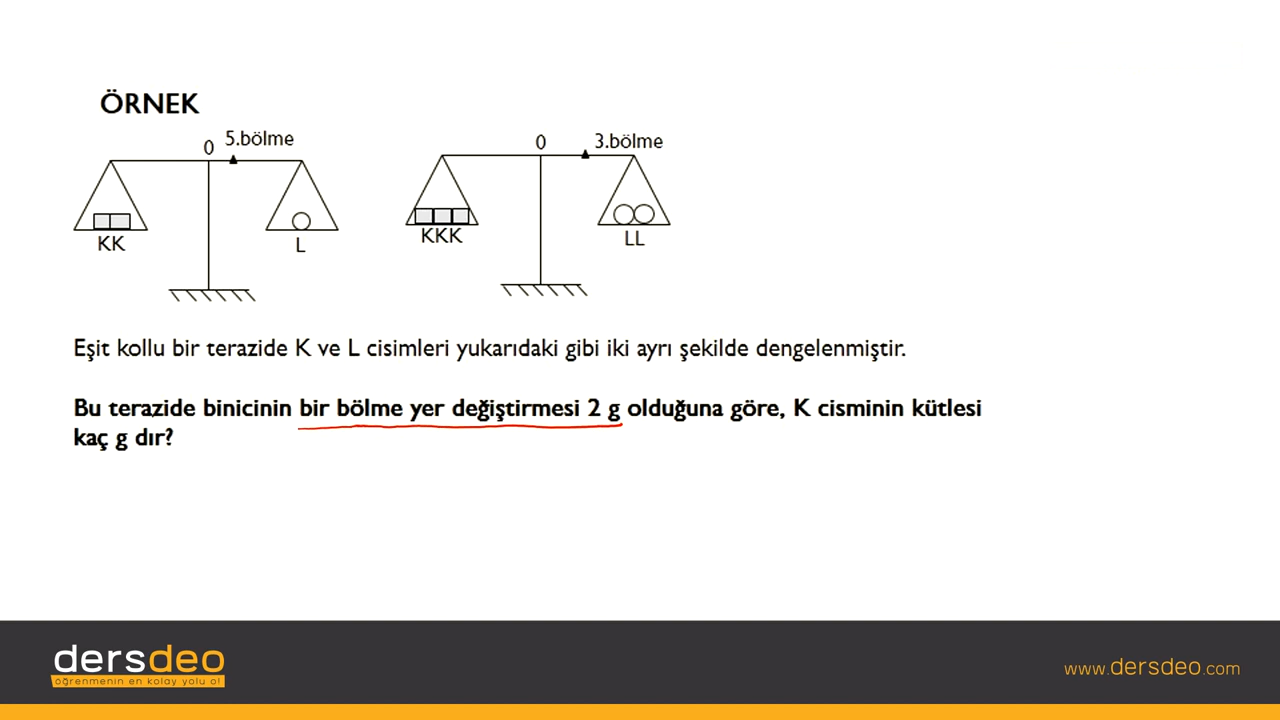 ÖRNEK
0 5.bölme
KK
L
0 3.bölme
KKK
LL
Eşit kollu bir terazide K ve L cisimleri yukarıdaki gibi iki ayrı şekilde dengelenmiştir.
Bu terazide binicinin bir bölme yer değiştirmesi 2 g olduğuna göre, K cisminin kütlesi
kaç g dır?
dersdeo
öğrenmenin en kolay yolu o!
www.dersdeo.com